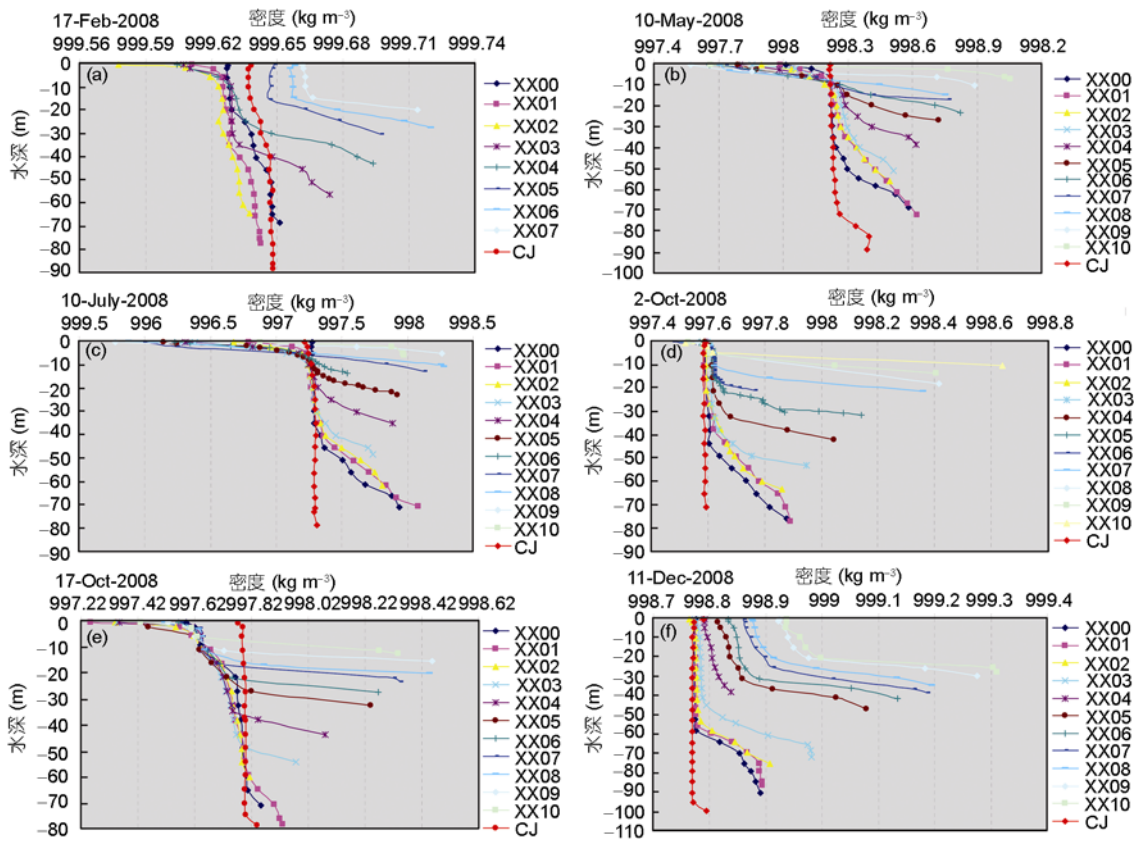 17-Feb-2008
密度 (kg m⁻³)
999.56 999.59 999.62 999.65 999.68 999.71 999.74
(a)
水深 (m)
0
−10
−20
−30
−40
−50
−60
−70
−80
−90
XX00
XX01
XX02
XX03
XX04
XX05
XX06
XX07
CJ
10-May-2008
密度 (kg m⁻³)
997.4 997.7 998 998.3 998.6 998.9 998.2
(b)
水深 (m)
0
−10
−20
−30
−40
−50
−60
−70
−80
−90
−100
XX00
XX01
XX02
XX03
XX04
XX05
XX06
XX07
XX08
XX09
XX10
CJ
10-July-2008
密度 (kg m⁻³)
999.5 996 996.5 997 997.5 998 998.5
(c)
水深 (m)
0
−10
−20
−30
−40
−50
−60
−70
−80
−90
XX00
XX01
XX02
XX03
XX04
XX05
XX06
XX07
XX08
XX09
XX10
CJ
2-Oct-2008
密度 (kg m⁻³)
997.4 997.6 997.8 998 998.2 998.4 998.6 998.8
(d)
水深 (m)
0
−10
−20
−30
−40
−50
−60
−70
−80
−90
XX00
XX01
XX02
XX03
XX04
XX05
XX06
XX07
XX08
XX09
XX10
CJ
17-Oct-2008
密度 (kg m⁻³)
997.22 997.42 997.62 997.82 998.02 998.22 998.42 998.62
(e)
水深 (m)
0
−10
−20
−30
−40
−50
−60
−70
−80
XX00
XX01
XX02
XX03
XX04
XX05
XX06
XX07
XX08
XX09
XX10
CJ
11-Dec-2008
密度 (kg m⁻³)
998.7 998.8 998.9 999 999.1 999.2 999.3 999.4
(f)
水深 (m)
0
−10
−20
−30
−40
−50
−60
−70
−80
−90
−100
−110
XX00
XX01
XX02
XX03
XX04
XX05
XX06
XX07
XX08
XX09
XX10
CJ